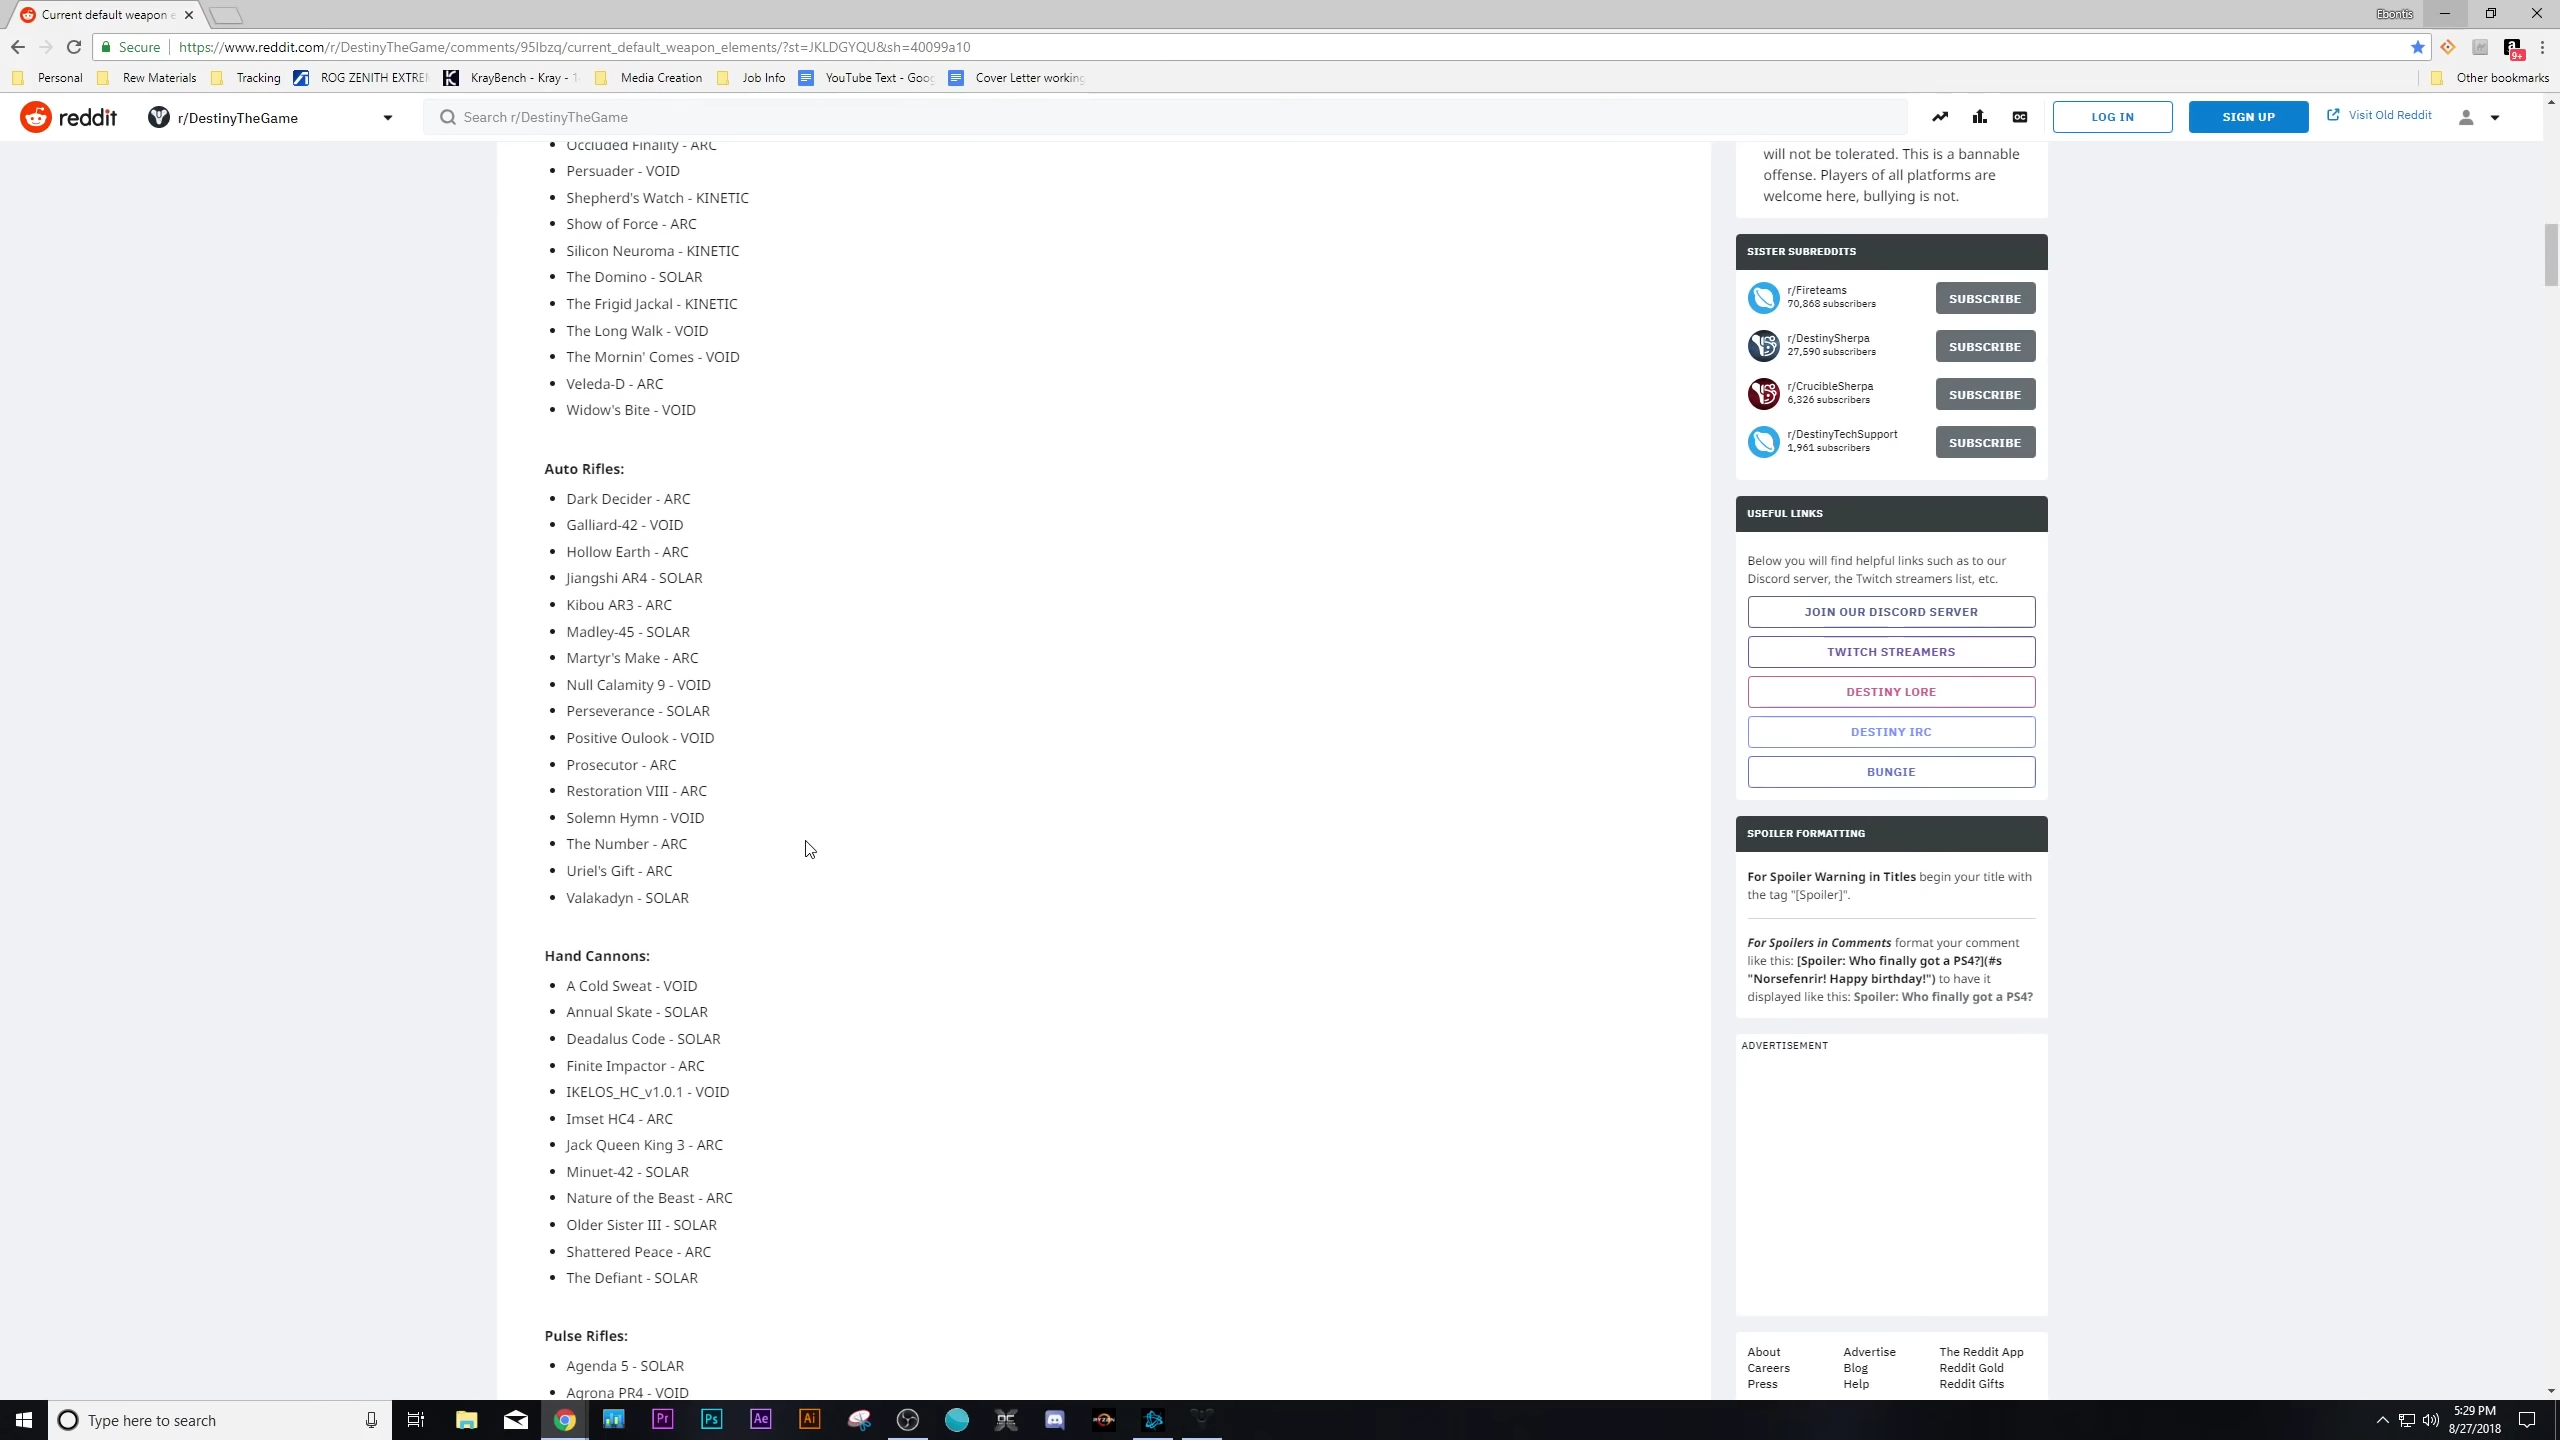 Current default weapon e
Ebontis
Secure
https://www.reddit.com/r/DestinyTheGame/comments/95lbzq/current_default_weapon_elements/?st=JKLDGYQU&sh=40099a10
9+
Personal
Rew Materials
Tracking
ROG ZENITH EXTREM
KrayBench - Kray - 1
Media Creation
Job Info
YouTube Text - Goog
Cover Letter working
Other bookmarks
reddit
r/DestinyTheGame
Search r/DestinyTheGame
OC
LOG IN
SIGN UP
Visit Old Reddit
Occluded Finality - ARC
Persuader - VOID
Shepherd's Watch - KINETIC
Show of Force - ARC
Silicon Neuroma - KINETIC
The Domino - SOLAR
The Frigid Jackal - KINETIC
The Long Walk - VOID
The Mornin' Comes - VOID
Veleda-D - ARC
Widow's Bite - VOID
Auto Rifles:
Dark Decider - ARC
Galliard-42 - VOID
Hollow Earth - ARC
Jiangshi AR4 - SOLAR
Kibou AR3 - ARC
Madley-45 - SOLAR
Martyr's Make - ARC
Null Calamity 9 - VOID
Perseverance - SOLAR
Positive Oulook - VOID
Prosecutor - ARC
Restoration VIII - ARC
Solemn Hymn - VOID
The Number - ARC
Uriel's Gift - ARC
Valakadyn - SOLAR
Hand Cannons:
A Cold Sweat - VOID
Annual Skate - SOLAR
Deadalus Code - SOLAR
Finite Impactor - ARC
IKELOS_HC_v1.0.1 - VOID
Imset HC4 - ARC
Jack Queen King 3 - ARC
Minuet-42 - SOLAR
Nature of the Beast - ARC
Older Sister III - SOLAR
Shattered Peace - ARC
The Defiant - SOLAR
Pulse Rifles:
Agenda 5 - SOLAR
Agrona PR4 - VOID
will not be tolerated. This is a bannable
offense. Players of all platforms are
welcome here, bullying is not.
SISTER SUBREDDITS
r/Fireteams
70,868 subscribers
SUBSCRIBE
r/DestinySherpa
27,590 subscribers
SUBSCRIBE
r/CrucibleSherpa
6,326 subscribers
SUBSCRIBE
r/DestinyTechSupport
1,961 subscribers
SUBSCRIBE
USEFUL LINKS
Below you will find helpful links such as to our
Discord server, the Twitch streamers list, etc.
JOIN OUR DISCORD SERVER
TWITCH STREAMERS
DESTINY LORE
DESTINY IRC
BUNGIE
SPOILER FORMATTING
For Spoiler Warning in Titles begin your title with
the tag "[Spoiler]".
For Spoilers in Comments format your comment
like this: [Spoiler: Who finally got a PS4?](#s
"Norsefenrir! Happy birthday!") to have it
displayed like this: Spoiler: Who finally got a PS4?
ADVERTISEMENT
About Advertise The Reddit App
Careers Blog Reddit Gold
Press Help Reddit Gifts
Type here to search
Pr
Ps
Ae
Ai
OC
RYZEN
5:29 PM
8/27/2018